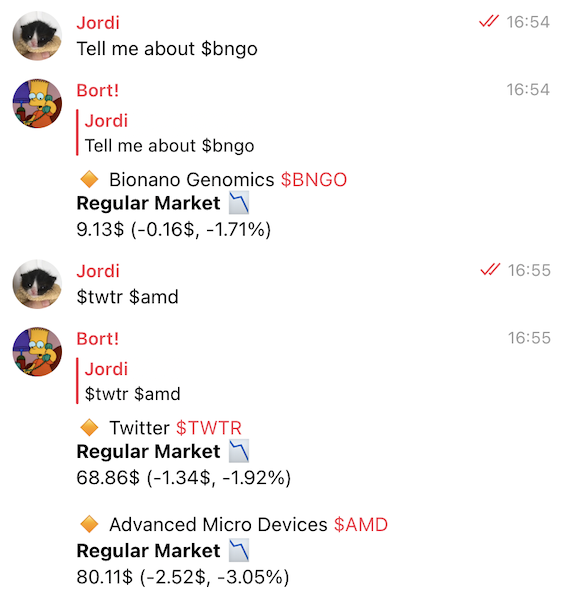 Jordi 16:54
Tell me about $bngo
Bort! 16:54
Jordi
Tell me about $bngo
Bionano Genomics $BNGO
Regular Market
9.13$ (-0.16$, -1.71%)
Jordi 16:55
$twtr $amd
Bort! 16:55
Jordi
$twtr $amd
Twitter $TWTR
Regular Market
68.86$ (-1.34$, -1.92%)
Advanced Micro Devices $AMD
Regular Market
80.11$ (-2.52$, -3.05%)